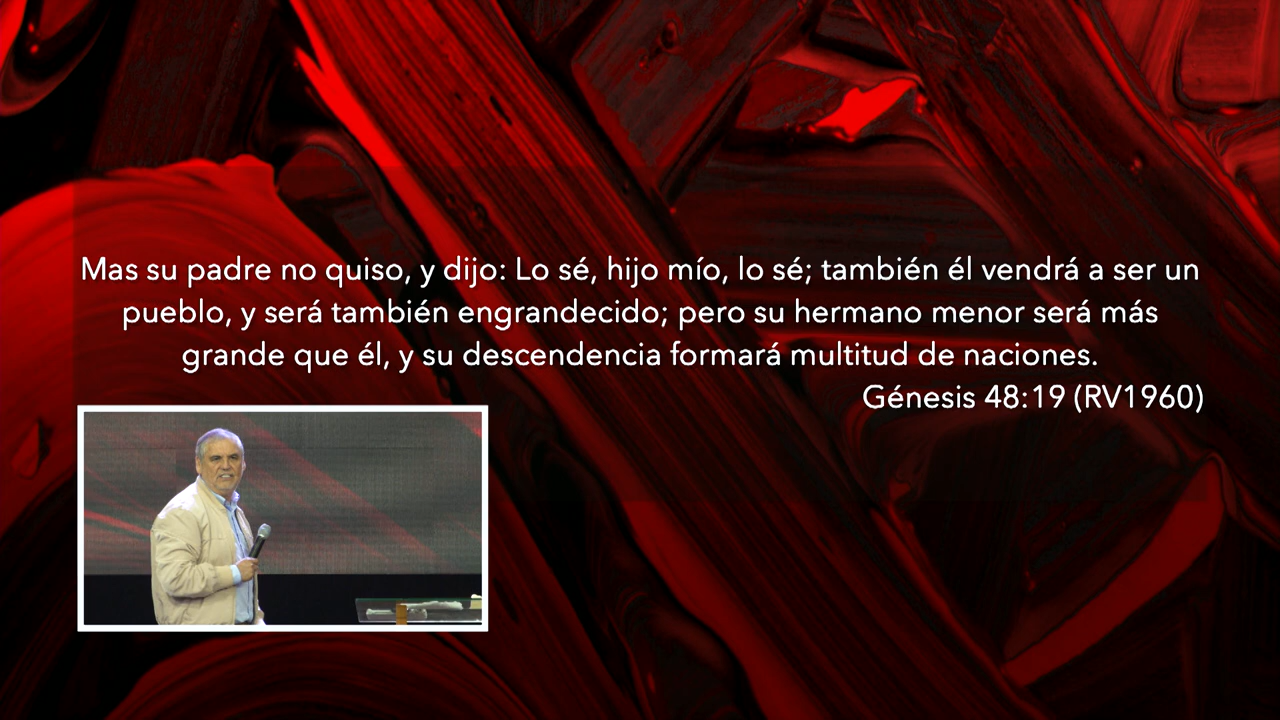 Mas su padre no quiso, y dijo: Lo sé, hijo mío, lo sé; también él vendrá a ser un
pueblo, y será también engrandecido; pero su hermano menor será más
grande que él, y su descendencia formará multitud de naciones.
Génesis 48:19 (RV1960)